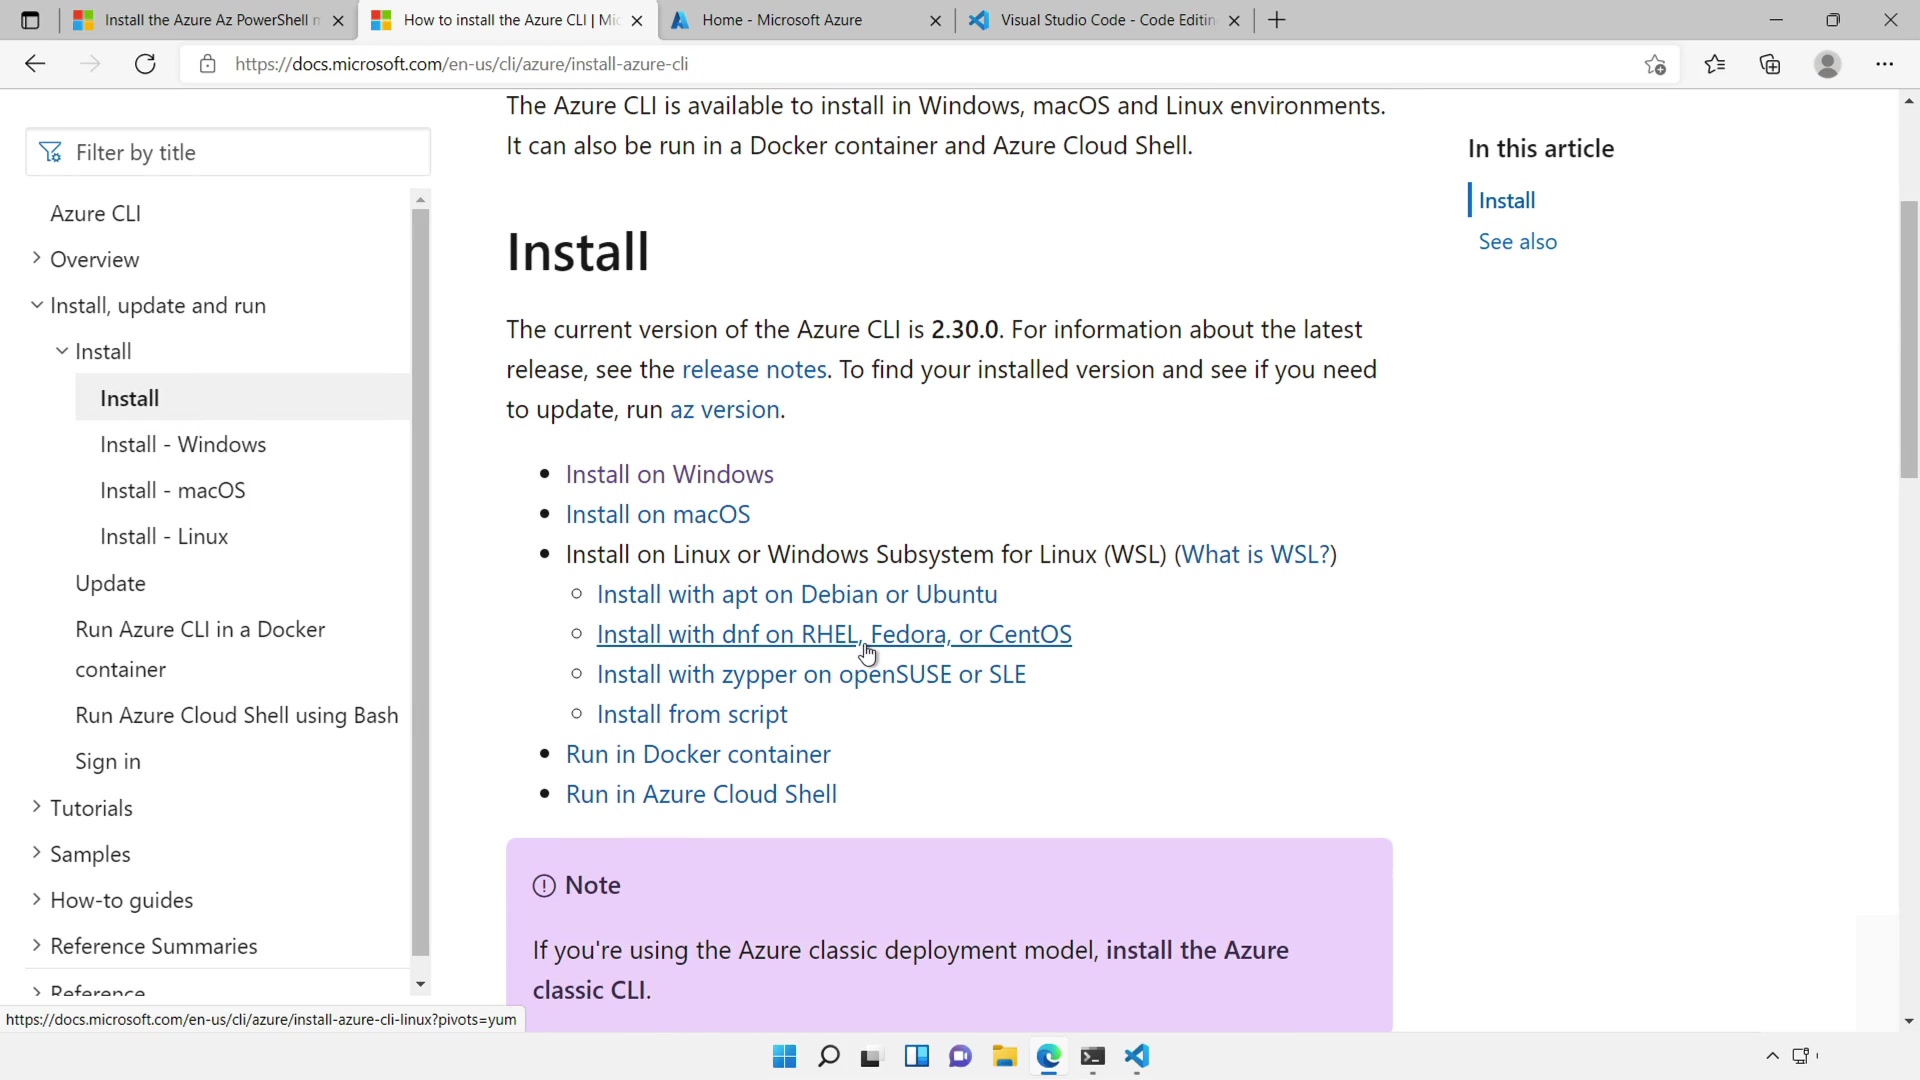 Install the Azure Az PowerShell
How to install the Azure CLI | Mic
Home - Microsoft Azure
Visual Studio Code - Code Editin
https://docs.microsoft.com/en-us/cli/azure/install-azure-cli
Filter by title
Azure CLI
Overview
Install, update and run
Install
Install
Install - Windows
Install - macOS
Install - Linux
Update
Run Azure CLI in a Docker
container
Run Azure Cloud Shell using Bash
Sign in
Tutorials
Samples
How-to guides
Reference Summaries
Reference
The Azure CLI is available to install in Windows, macOS and Linux environments.
It can also be run in a Docker container and Azure Cloud Shell.
Install
The current version of the Azure CLI is 2.30.0. For information about the latest
release, see the release notes. To find your installed version and see if you need
to update, run az version.
Install on Windows
Install on macOS
Install on Linux or Windows Subsystem for Linux (WSL) (What is WSL?)
Install with apt on Debian or Ubuntu
Install with dnf on RHEL, Fedora, or CentOS
Install with zypper on openSUSE or SLE
Install from script
Run in Docker container
Run in Azure Cloud Shell
Note
If you're using the Azure classic deployment model, install the Azure
classic CLI.
In this article
Install
See also
https://docs.microsoft.com/en-us/cli/azure/install-azure-cli-linux?pivots=yum